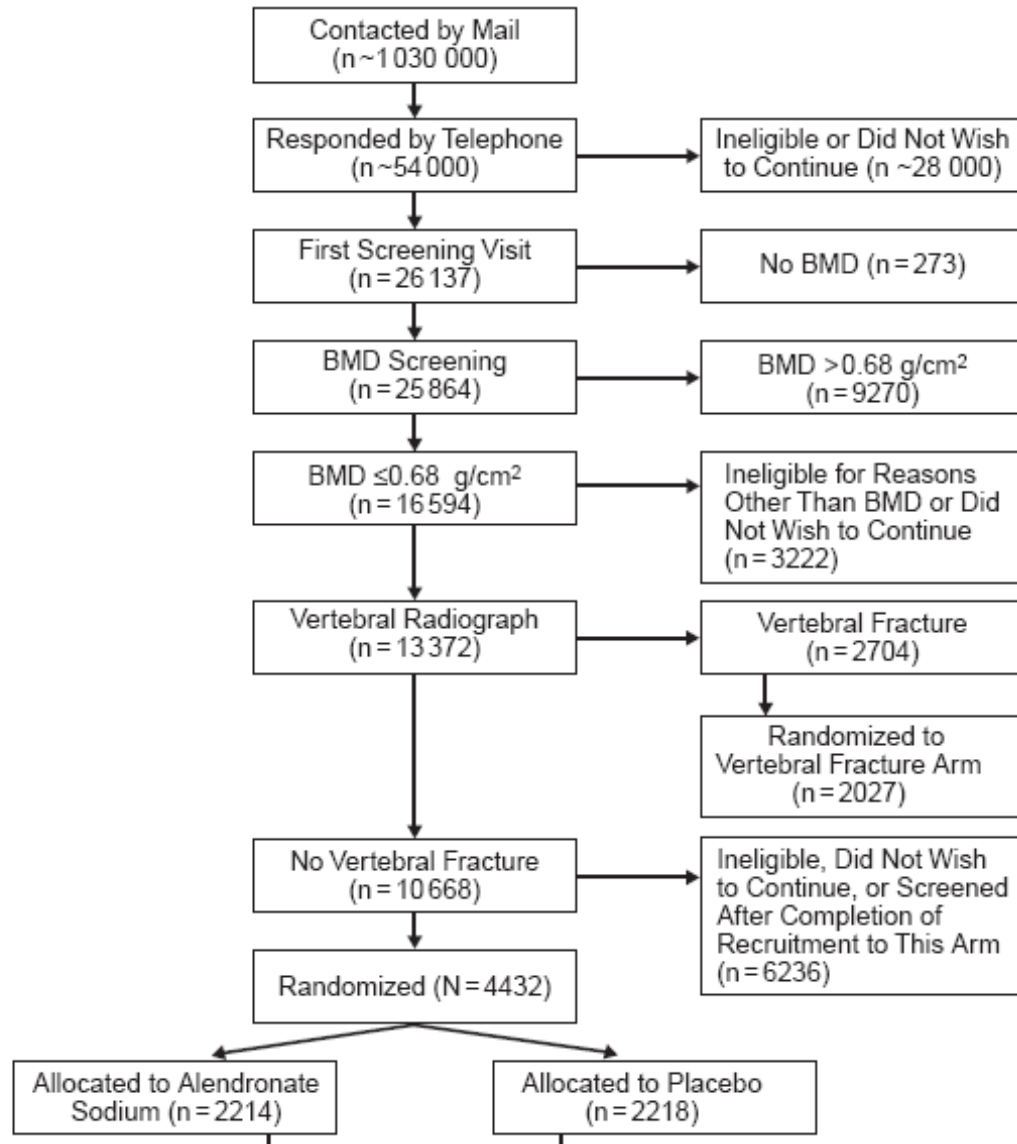 Contacted by Mail
(n~1 030 000)
Responded by Telephone
(n~54 000)
Ineligible or Did Not Wish
to Continue (n ~28 000)
First Screening Visit
(n = 26 137)
No BMD (n = 273)
BMD Screening
(n = 25 864)
BMD >0.68 g/cm²
(n = 9270)
BMD ≤0.68 g/cm²
(n = 16 594)
Ineligible for Reasons
Other Than BMD or Did
Not Wish to Continue
(n = 3222)
Vertebral Radiograph
(n = 13 372)
Vertebral Fracture
(n = 2704)
Randomized to
Vertebral Fracture Arm
(n = 2027)
No Vertebral Fracture
(n = 10 668)
Ineligible, Did Not Wish
to Continue, or Screened
After Completion of
Recruitment to This Arm
(n = 6236)
Randomized (N = 4432)
Allocated to Alendronate
Sodium (n = 2214)
Allocated to Placebo
(n = 2218)